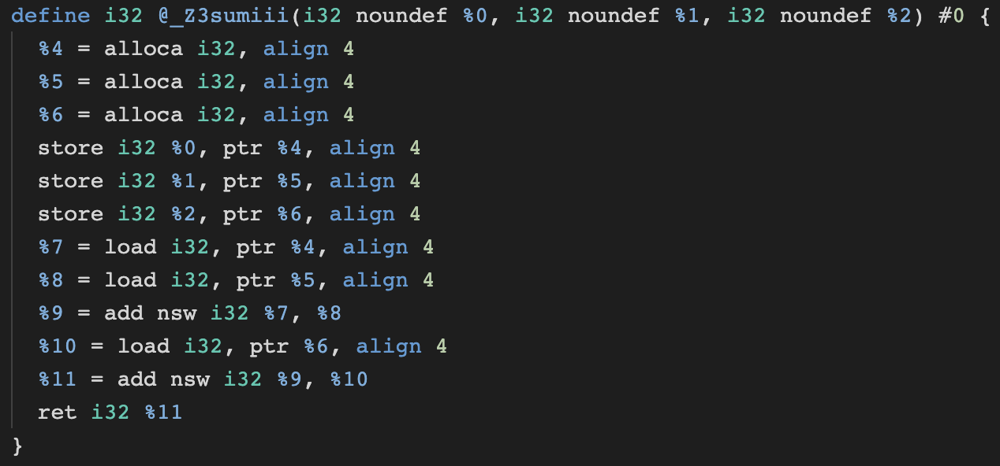 define i32 @_Z3sumiii(i32 noundef %0, i32 noundef %1, i32 noundef %2) #0 {
%4 = alloca i32, align 4
%5 = alloca i32, align 4
%6 = alloca i32, align 4
store i32 %0, ptr %4, align 4
store i32 %1, ptr %5, align 4
store i32 %2, ptr %6, align 4
%7 = load i32, ptr %4, align 4
%8 = load i32, ptr %5, align 4
%9 = add nsw i32 %7, %8
%10 = load i32, ptr %6, align 4
%11 = add nsw i32 %9, %10
ret i32 %11
}